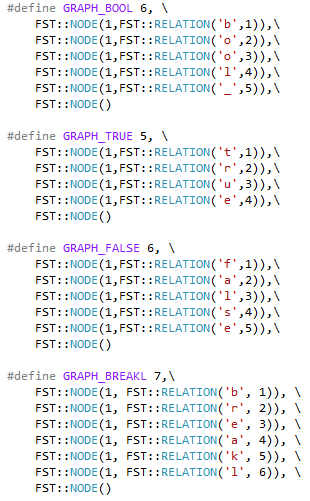 #define GRAPH_BOOL 6, \
FST::NODE(1,FST::RELATION('b',1)),\
FST::NODE(1,FST::RELATION('o',2)),\
FST::NODE(1,FST::RELATION('o',3)),\
FST::NODE(1,FST::RELATION('l',4)),\
FST::NODE(1,FST::RELATION('_',5)),\
FST::NODE()
#define GRAPH_TRUE 5, \
FST::NODE(1,FST::RELATION('t',1)),\
FST::NODE(1,FST::RELATION('r',2)),\
FST::NODE(1,FST::RELATION('u',3)),\
FST::NODE(1,FST::RELATION('e',4)),\
FST::NODE()
#define GRAPH_FALSE 6, \
FST::NODE(1,FST::RELATION('f',1)),\
FST::NODE(1,FST::RELATION('a',2)),\
FST::NODE(1,FST::RELATION('l',3)),\
FST::NODE(1,FST::RELATION('s',4)),\
FST::NODE(1,FST::RELATION('e',5)),\
FST::NODE()
#define GRAPH_BREAKL 7,\
FST::NODE(1, FST::RELATION('b', 1)), \
FST::NODE(1, FST::RELATION('r', 2)), \
FST::NODE(1, FST::RELATION('e', 3)), \
FST::NODE(1, FST::RELATION('a', 4)), \
FST::NODE(1, FST::RELATION('k', 5)), \
FST::NODE(1, FST::RELATION('l', 6)), \
FST::NODE()